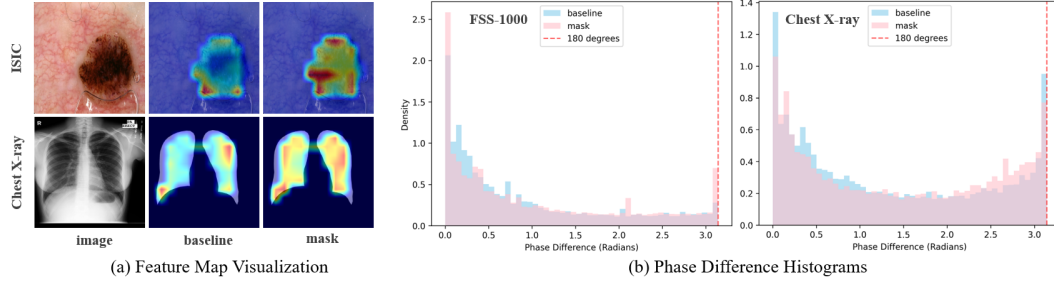 ISIC
Chest X-ray
R
image
baseline
mask
(a) Feature Map Visualization
FSS-1000
baseline
mask
180 degrees
Density
2.5
2.0
1.5
1.0
0.5
0.0
0.0 0.5 1.0 1.5 2.0 2.5 3.0
Phase Difference (Radians)
Chest X-ray
baseline
mask
180 degrees
1.4
1.2
1.0
0.8
0.6
0.4
0.2
0.0
0.0 0.5 1.0 1.5 2.0 2.5 3.0
Phase Difference (Radians)
(b) Phase Difference Histograms